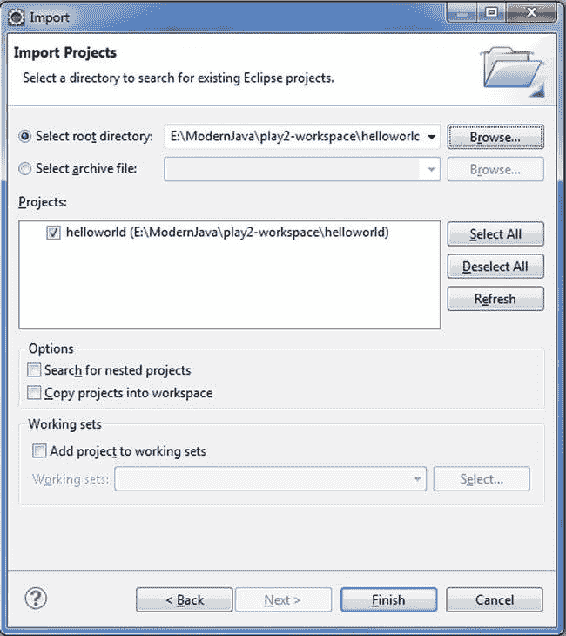 Import
Import Projects
Select a directory to search for existing Eclipse projects.
Select root directory: E:\ModernJava\play2-workspace\helloworld Browse...
Select archive file: Browse...
Projects:
helloworld (E:\ModernJava\play2-workspace\helloworld)
Select All
Deselect All
Refresh
Options
Search for nested projects
Copy projects into workspace
Working sets
Add project to working sets
Working sets: Select...
? < Back Next > Finish Cancel